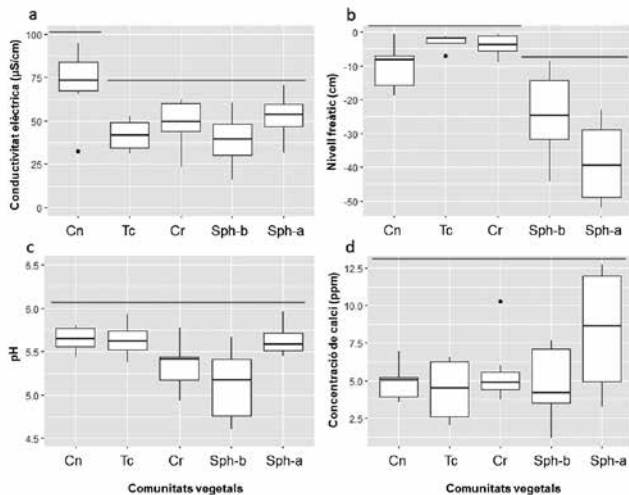 a
Conductivitat elèctrica (µS/cm)
100
75
50
25
0
Cn Tc Cr Sph-b Sph-a
b
Nivell freàtic (cm)
0
-10
-20
-30
-40
-50
Cn Tc Cr Sph-b Sph-a
c
pH
6.5
6.0
5.5
5.0
4.5
Cn Tc Cr Sph-b Sph-a
Comunitats vegetals
d
Concentració de calci (ppm)
12.5
10.0
7.5
5.0
2.5
Cn Tc Cr Sph-b Sph-a
Comunitats vegetals